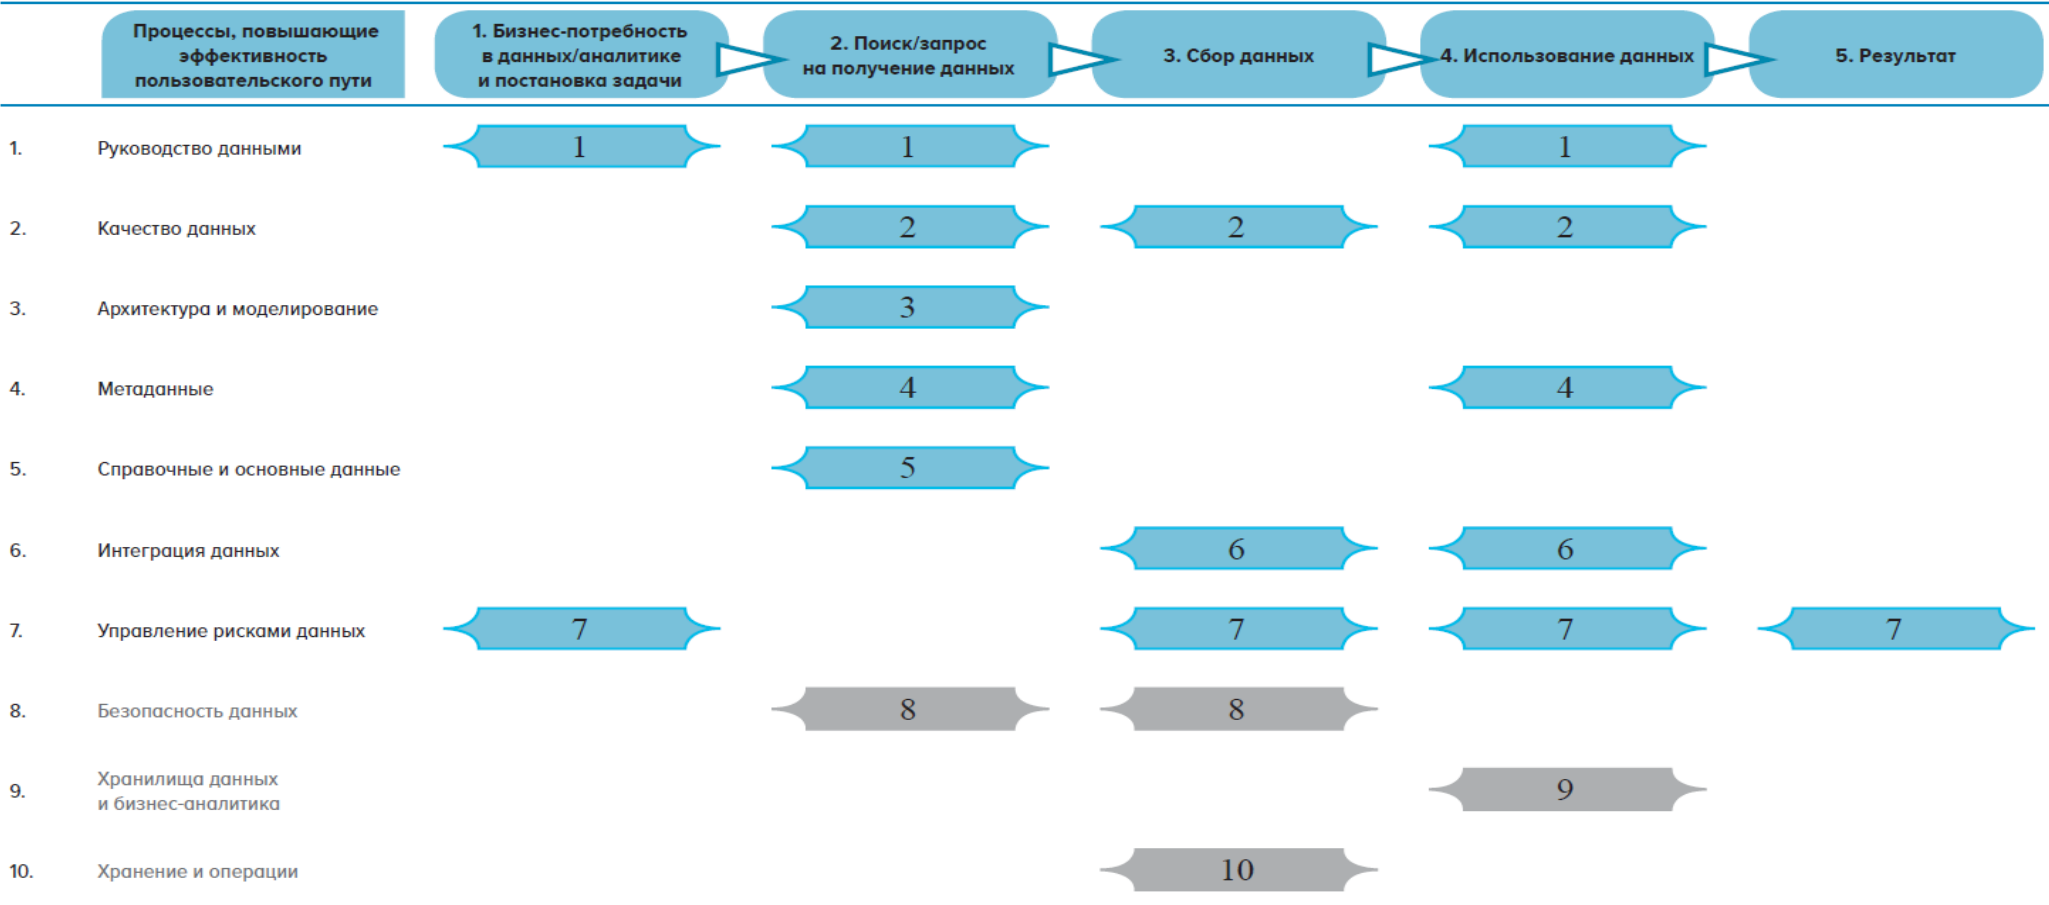 Процессы, повышающие
эффективность
пользовательского пути
1. Бизнес-потребность
в данных/аналитике
и постановка задачи
2. Поиск/запрос
на получение данных
3. Сбор данных
4. Использование данных
5. Результат
1. Руководство данными 1 1 1
2. Качество данных 2 2 2
3. Архитектура и моделирование 3
4. Метаданные 4 4
5. Справочные и основные данные 5
6. Интеграция данных 6 6
7. Управление рисками данных 7 7 7 7
8. Безопасность данных 8 8
9. Хранилища данных
и бизнес-аналитика 9
10. Хранение и операции 10